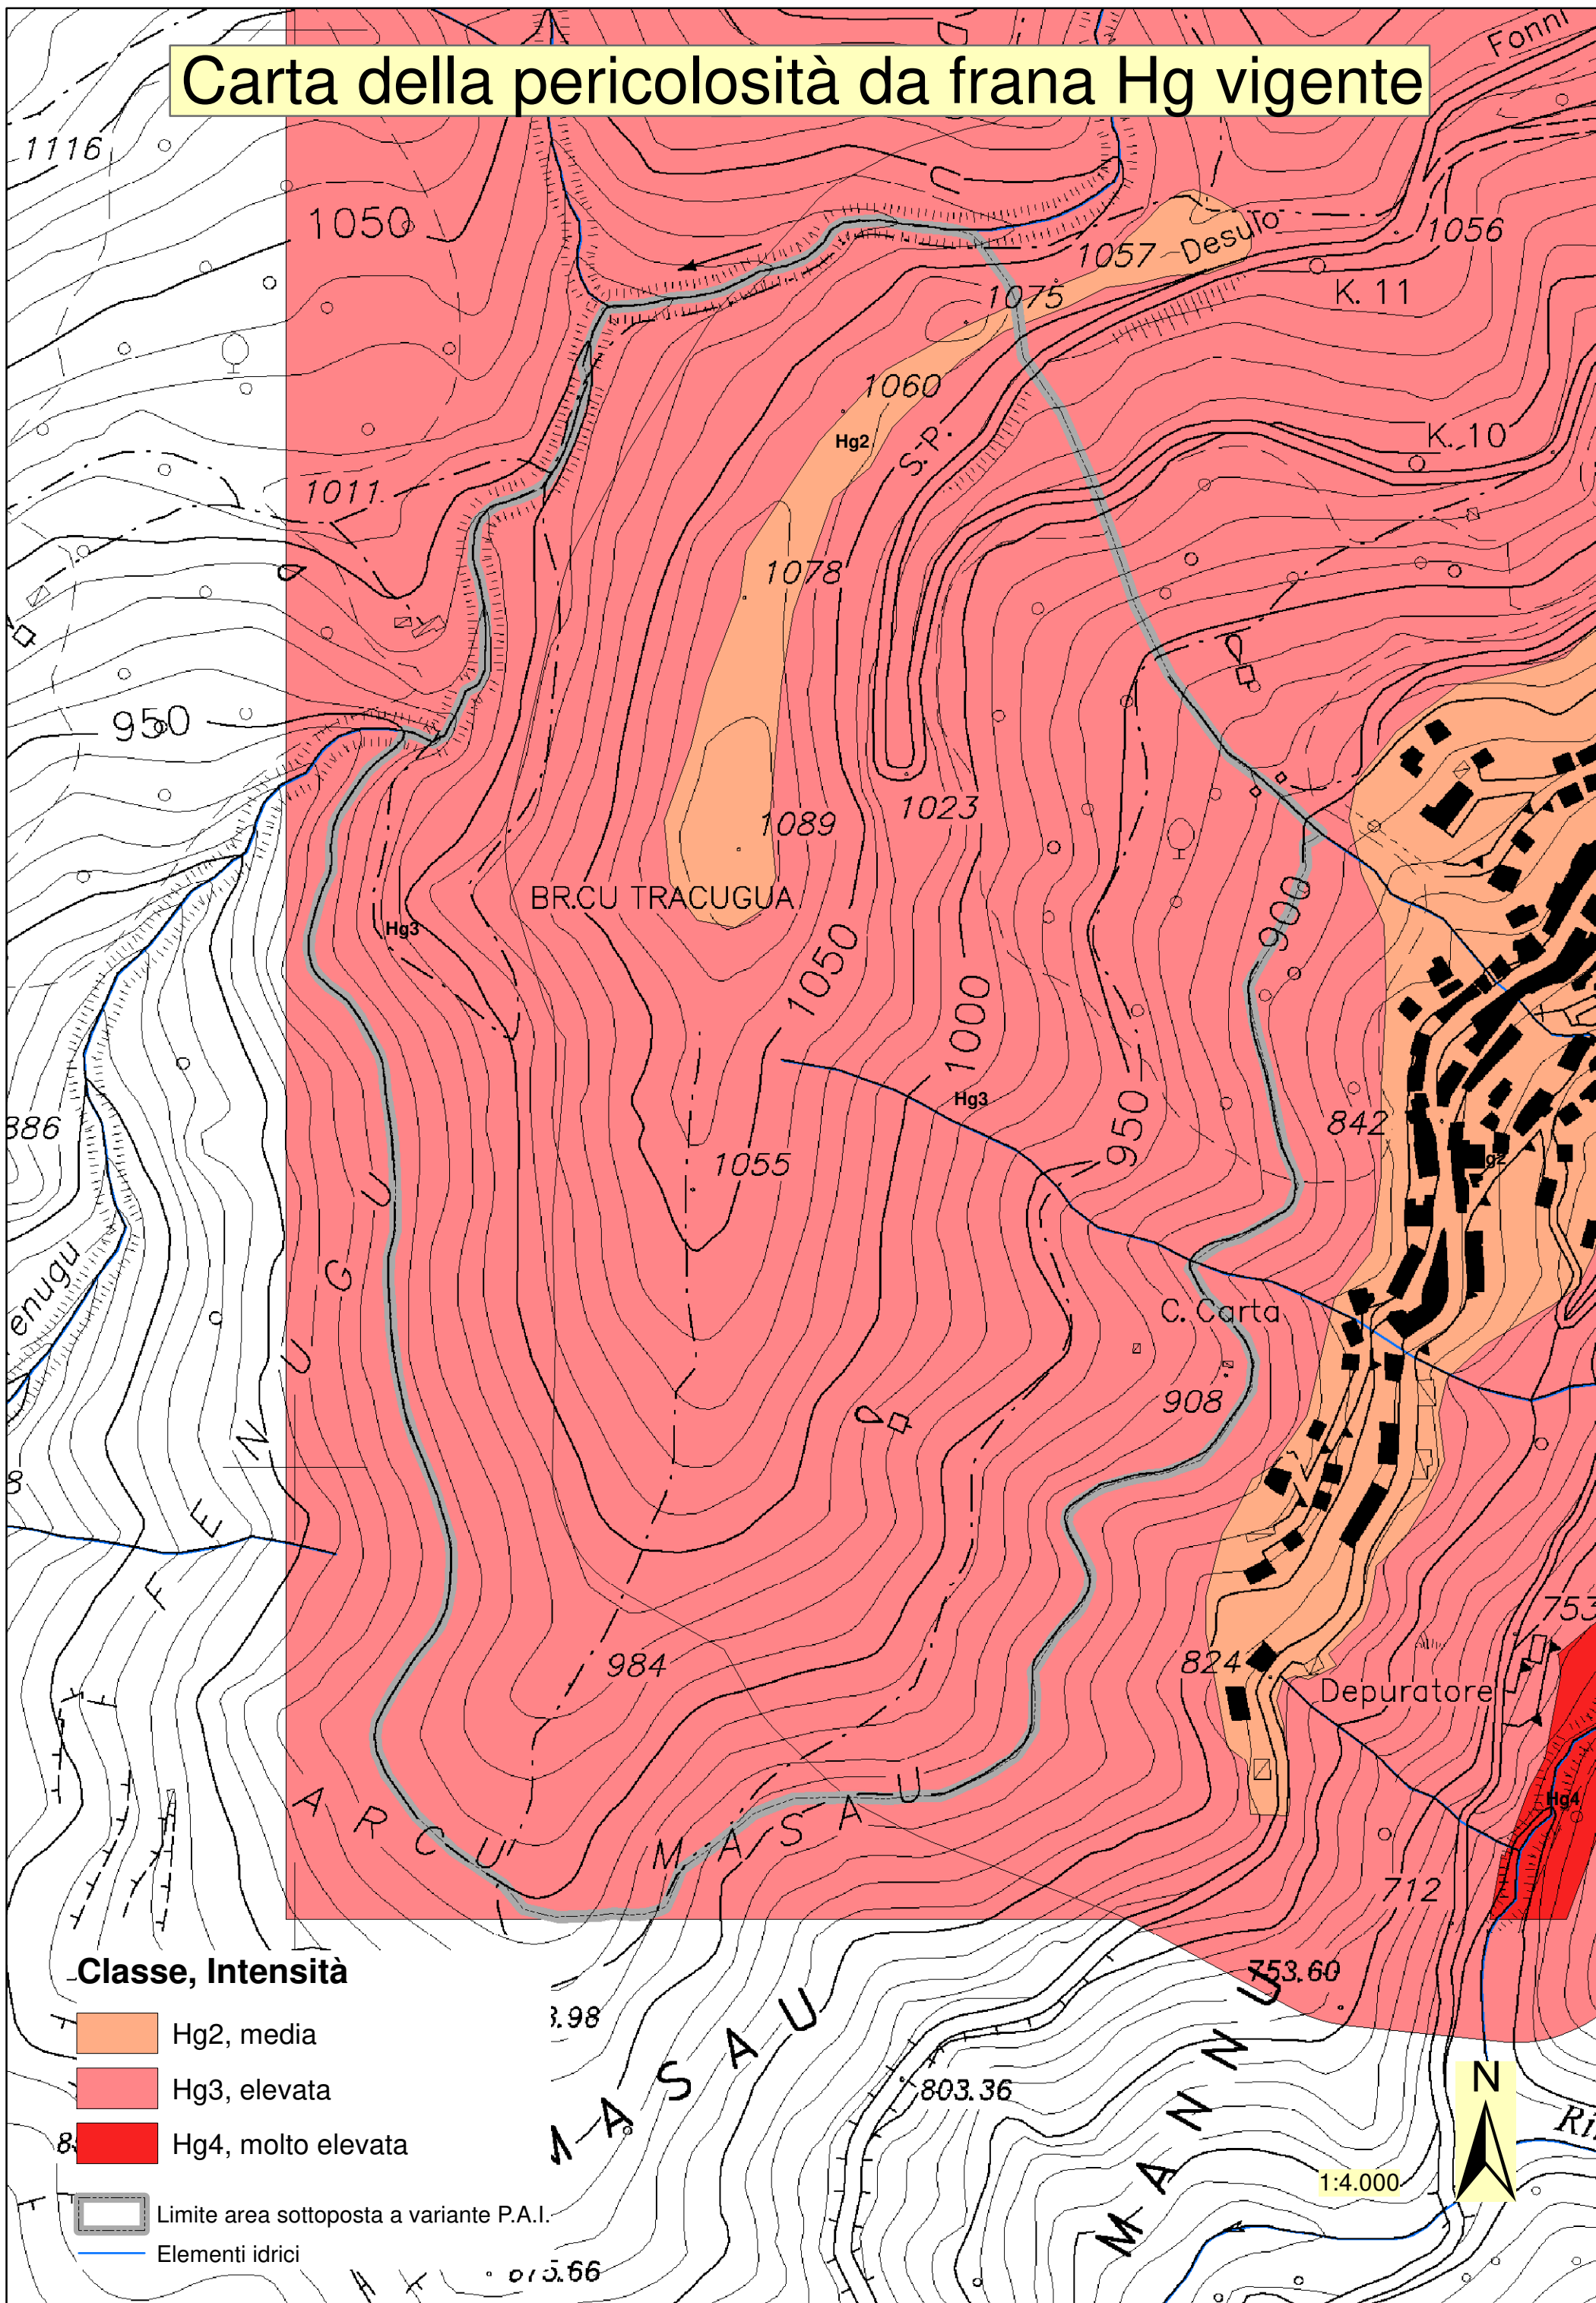 Carta della pericolosità da frana Hg vigente
Fonni
1116
1050
1056
1057 Desulo
K. 11
1075
1060
Hg2
S.P.
K. 10
1011
1078
950
1023
1089
BR.CU TRACUGUA
900
Hg3
1050
1000
Hg3
950
842
886
1055
C. Carta
908
FENUGU
753
984
824
Depuratore
Hg4
ARCU'
MASAU
712
Classe, Intensità
Hg2, media
Hg3, elevata
Hg4, molto elevata
Limite area sottoposta a variante P.A.I.
Elementi idrici
753.60
MASAU
MANNU
803.36
N
1:4.000